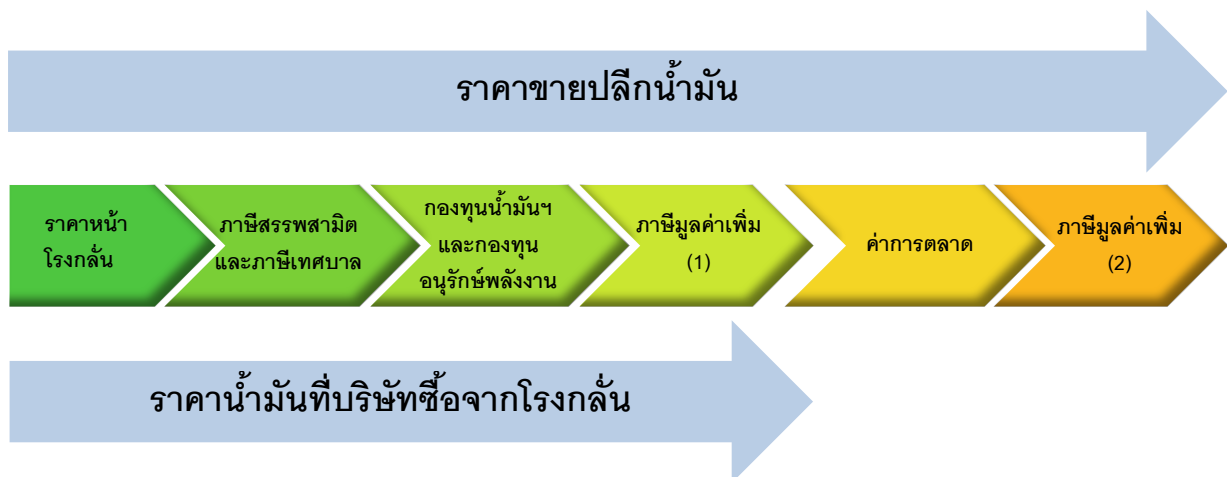 ราคาขายปลีกน้ำมัน
ราคาหน้า
โรงกลั่น
ภาษีสรรพสามิต
และภาษีเทศบาล
กองทุนน้ำมันฯ
และกองทุน
อนุรักษ์พลังงาน
ภาษีมูลค่าเพิ่ม
(1)
ค่าการตลาด
ภาษีมูลค่าเพิ่ม
(2)
ราคาน้ำมันที่บริษัทซื้อจากโรงกลั่น